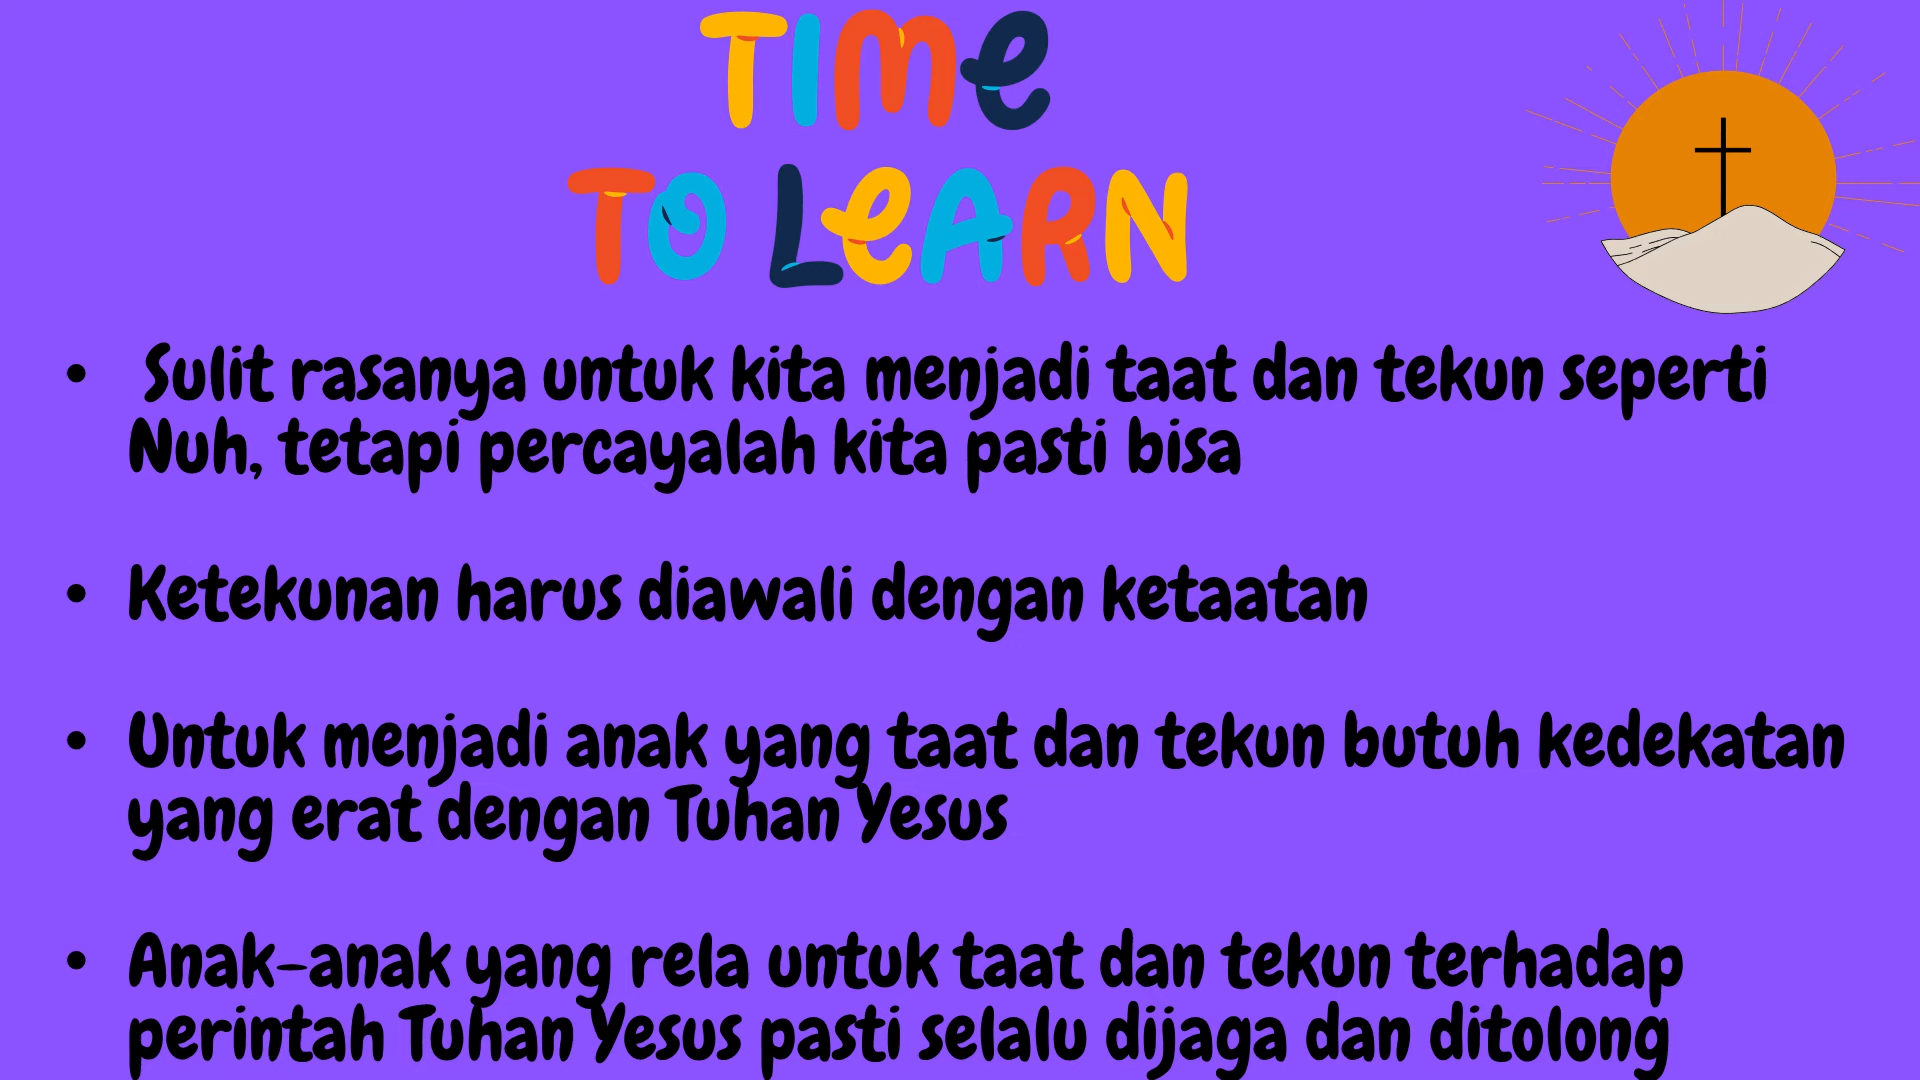 TIME
TO LEARN
• Sulit rasanya untuk kita menjadi taat dan tekun seperti
Nuh, tetapi percayalah kita pasti bisa
• Ketekunan harus diawali dengan ketaatan
• Untuk menjadi anak yang taat dan tekun butuh kedekatan
yang erat dengan Tuhan Yesus
• Anak-anak yang rela untuk taat dan tekun terhadap
perintah Tuhan Yesus pasti selalu dijaga dan ditolong